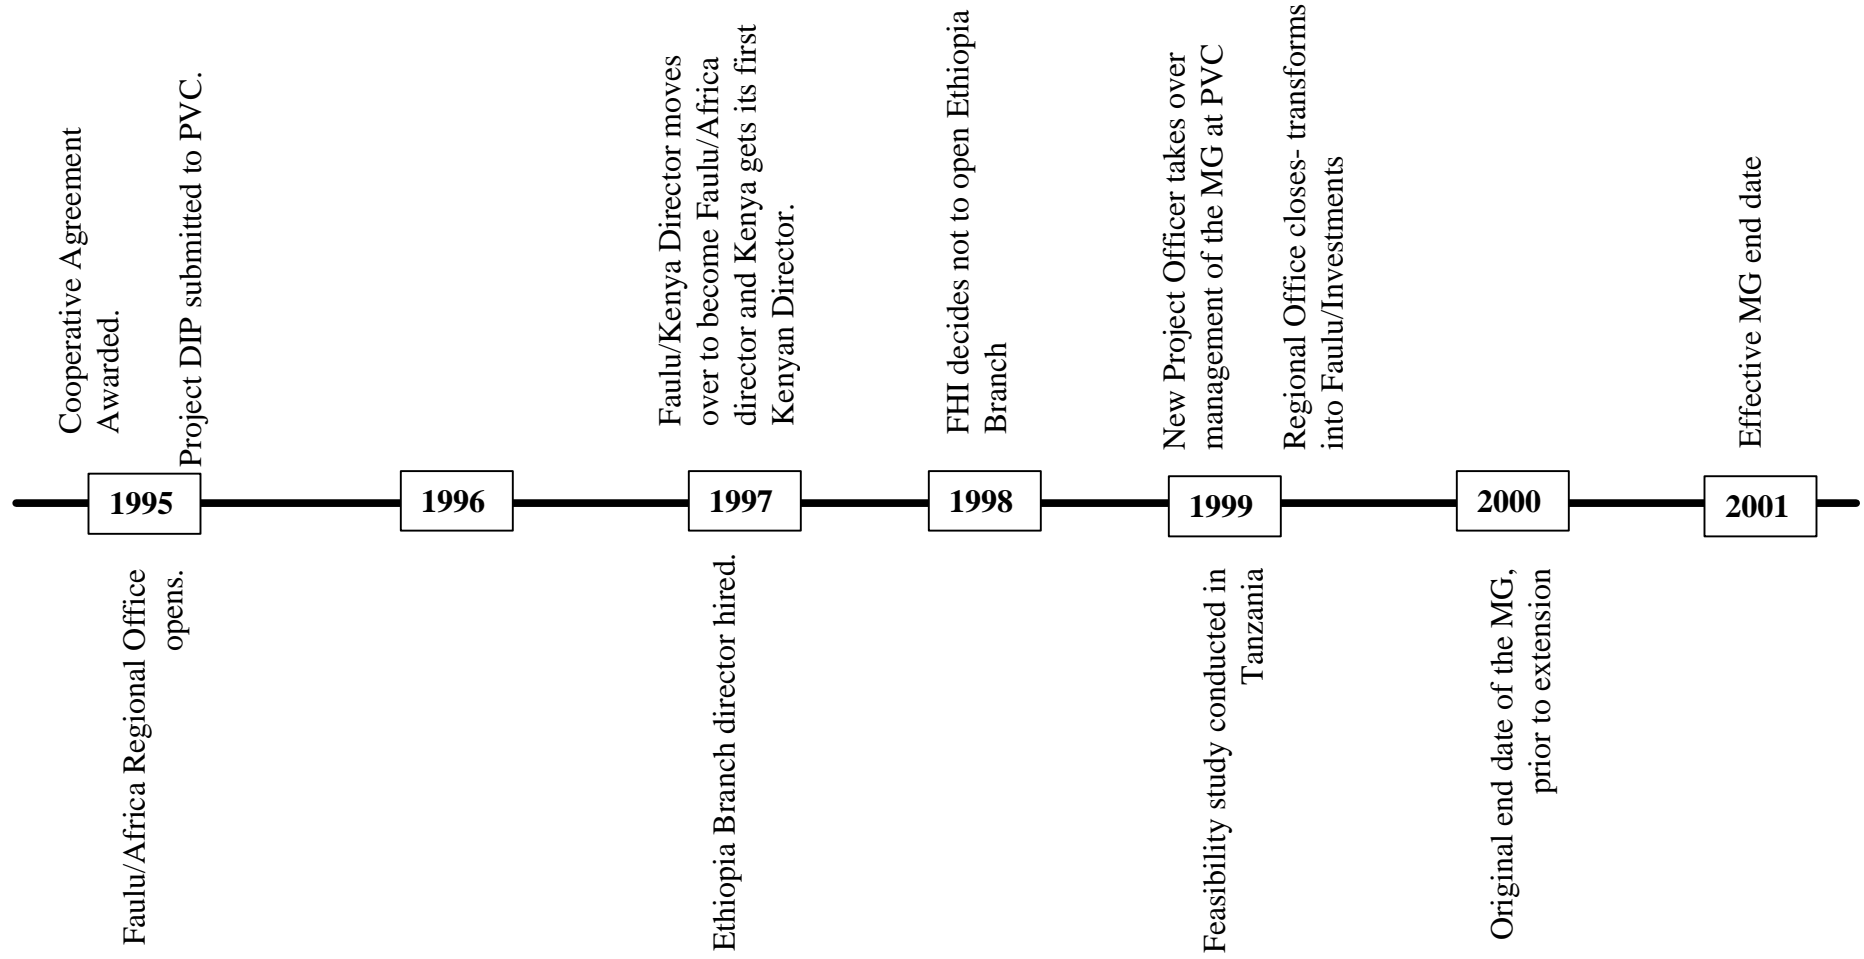 Cooperative Agreement
Awarded.
Project DIP submitted to PVC.
Faulu/Kenya Director moves
over to become Faulu/Africa
director and Kenya gets its first
Kenyan Director.
FHI decides not to open Ethiopia
Branch
New Project Officer takes over
management of the MG at PVC
Regional Office closes- transforms
into Faulu/Investments
Effective MG end date
1995
1996
1997
1998
1999
2000
2001
Faulu/Africa Regional Office
opens.
Ethiopia Branch director hired.
Feasibility study conducted in
Tanzania
Original end date of the MG,
prior to extension